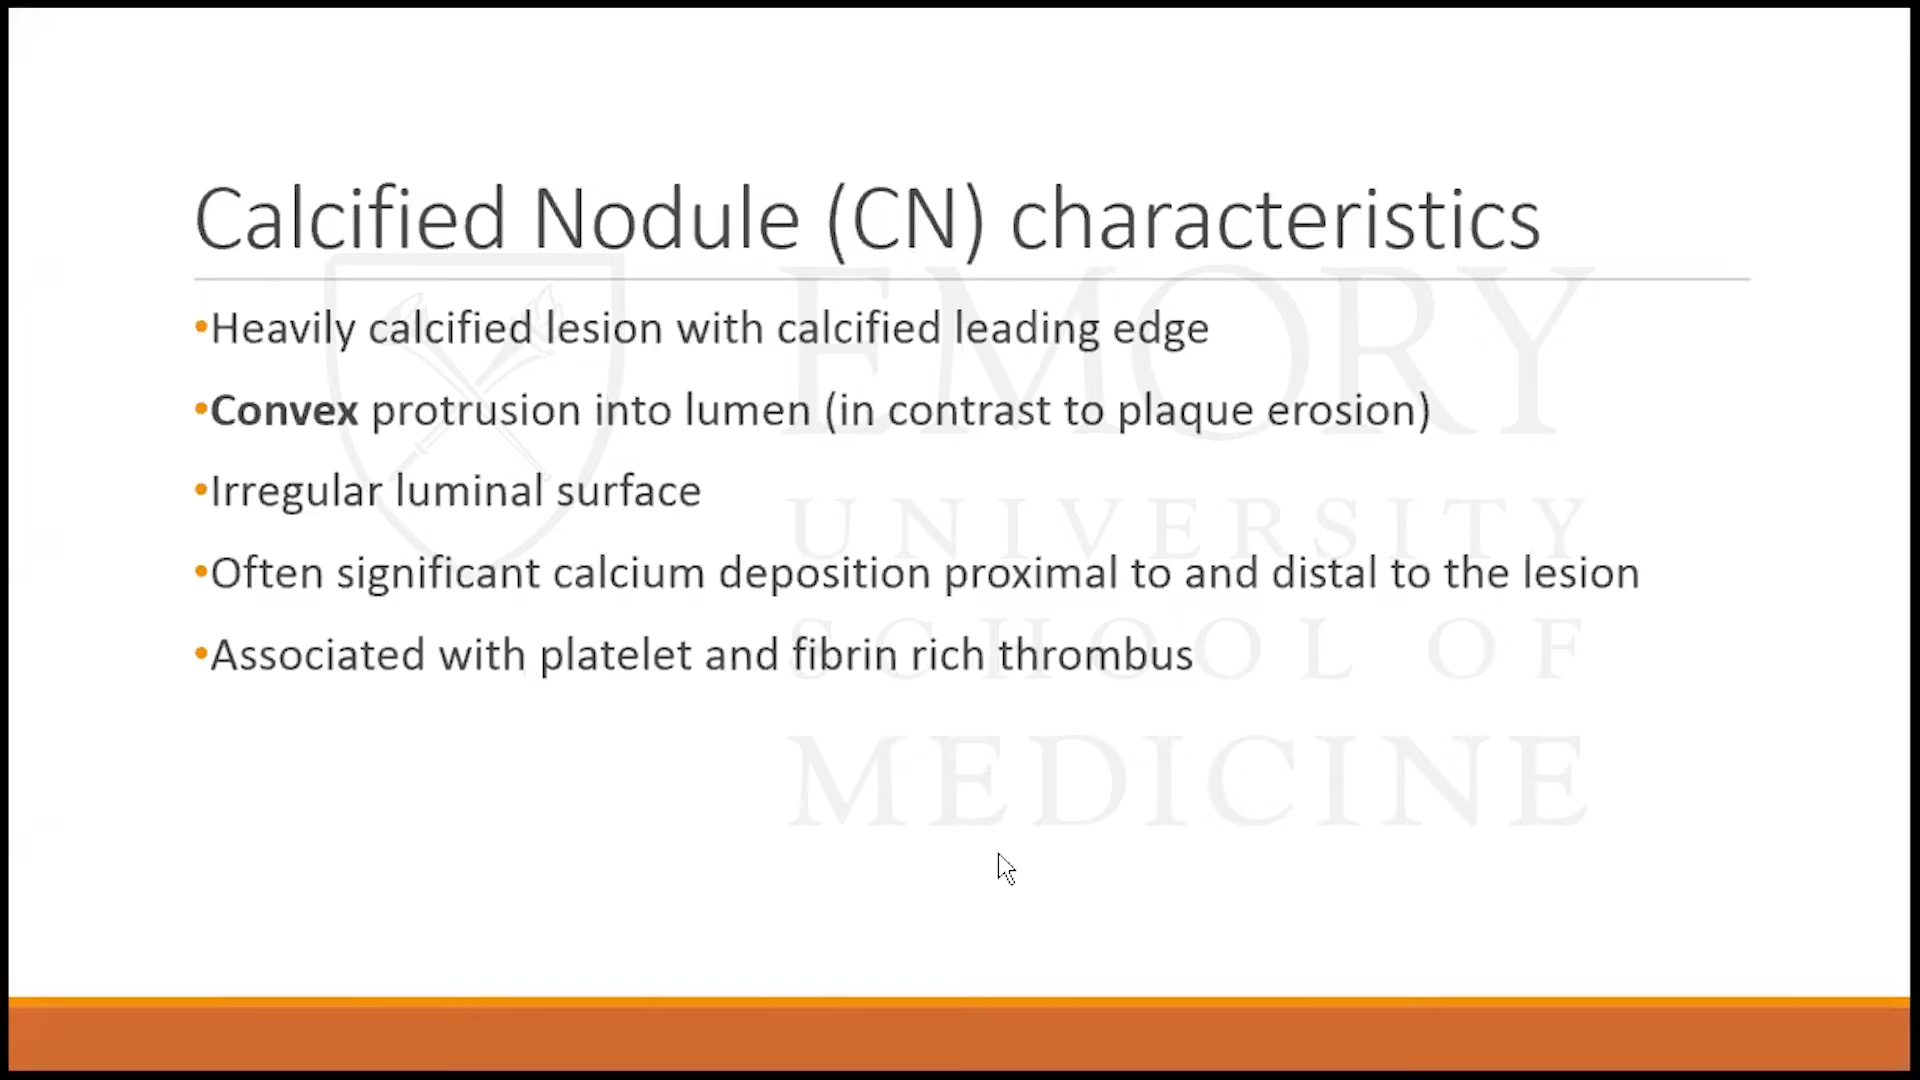 Calcified Nodule (CN) characteristics
•Heavily calcified lesion with calcified leading edge
•Convex protrusion into lumen (in contrast to plaque erosion)
•Irregular luminal surface
•Often significant calcium deposition proximal to and distal to the lesion
•Associated with platelet and fibrin rich thrombus
EMORY
UNIVERSITY
SCHOOL OF
MEDICINE